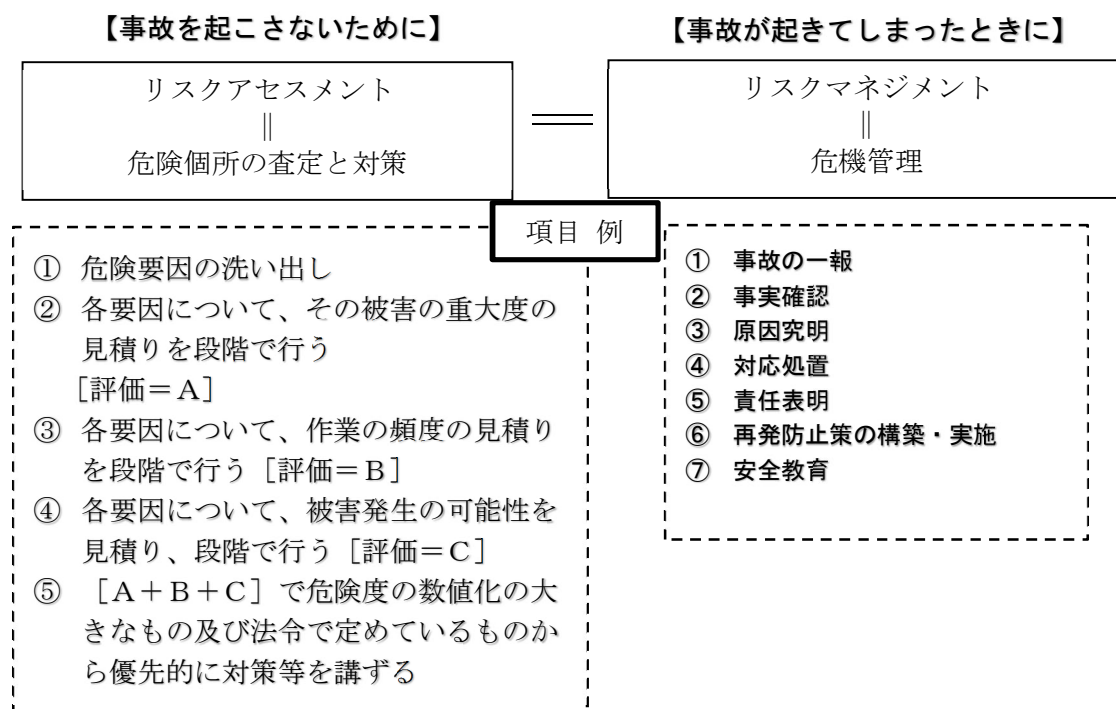 【事故を起こさないために】
リスクアセスメント
‖
危険個所の査定と対策
【事故が起きてしまったときに】
リスクマネジメント
‖
危機管理
項目 例
① 危険要因の洗い出し
② 各要因について、その被害の重大度の
見積りを段階で行う
［評価＝Ａ］
③ 各要因について、作業の頻度の見積り
を段階で行う［評価＝Ｂ］
④ 各要因について、被害発生の可能性を
見積り、段階で行う［評価＝Ｃ］
⑤ ［Ａ＋Ｂ＋Ｃ］で危険度の数値化の大
きなもの及び法令で定めているものか
ら優先的に対策等を講ずる
① 事故の一報
② 事実確認
③ 原因究明
④ 対応処置
⑤ 責任表明
⑥ 再発防止策の構築・実施
⑦ 安全教育